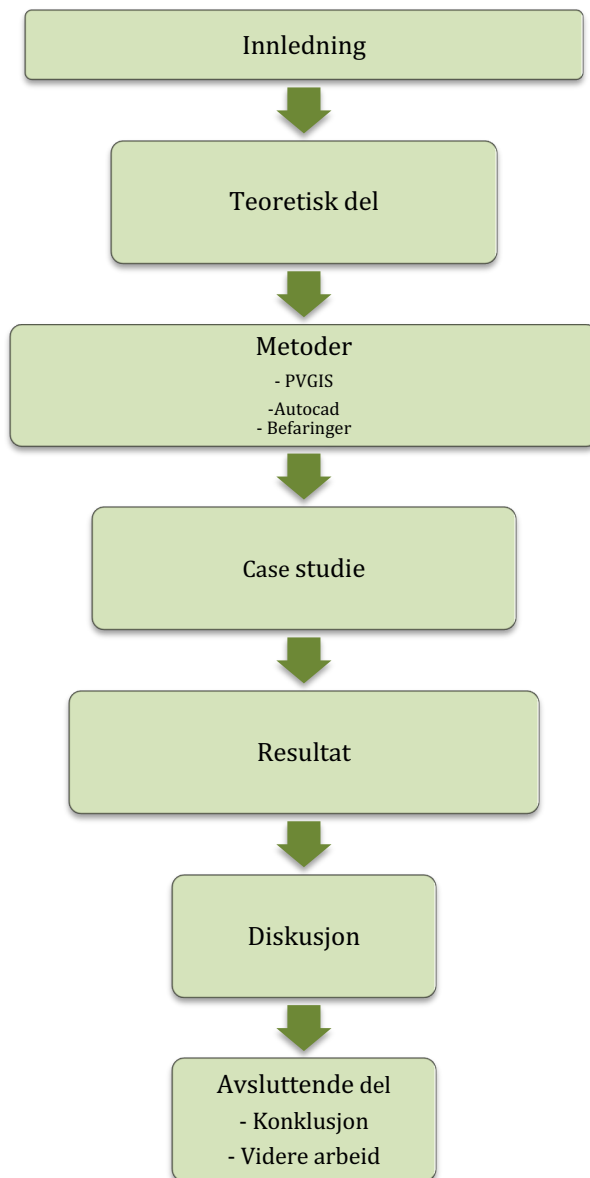 Innledning
Teoretisk del
Metoder
- PVGIS
-Autocad
- Befaringer
Case studie
Resultat
Diskusjon
Avsluttende del
- Konklusjon
- Videre arbeid